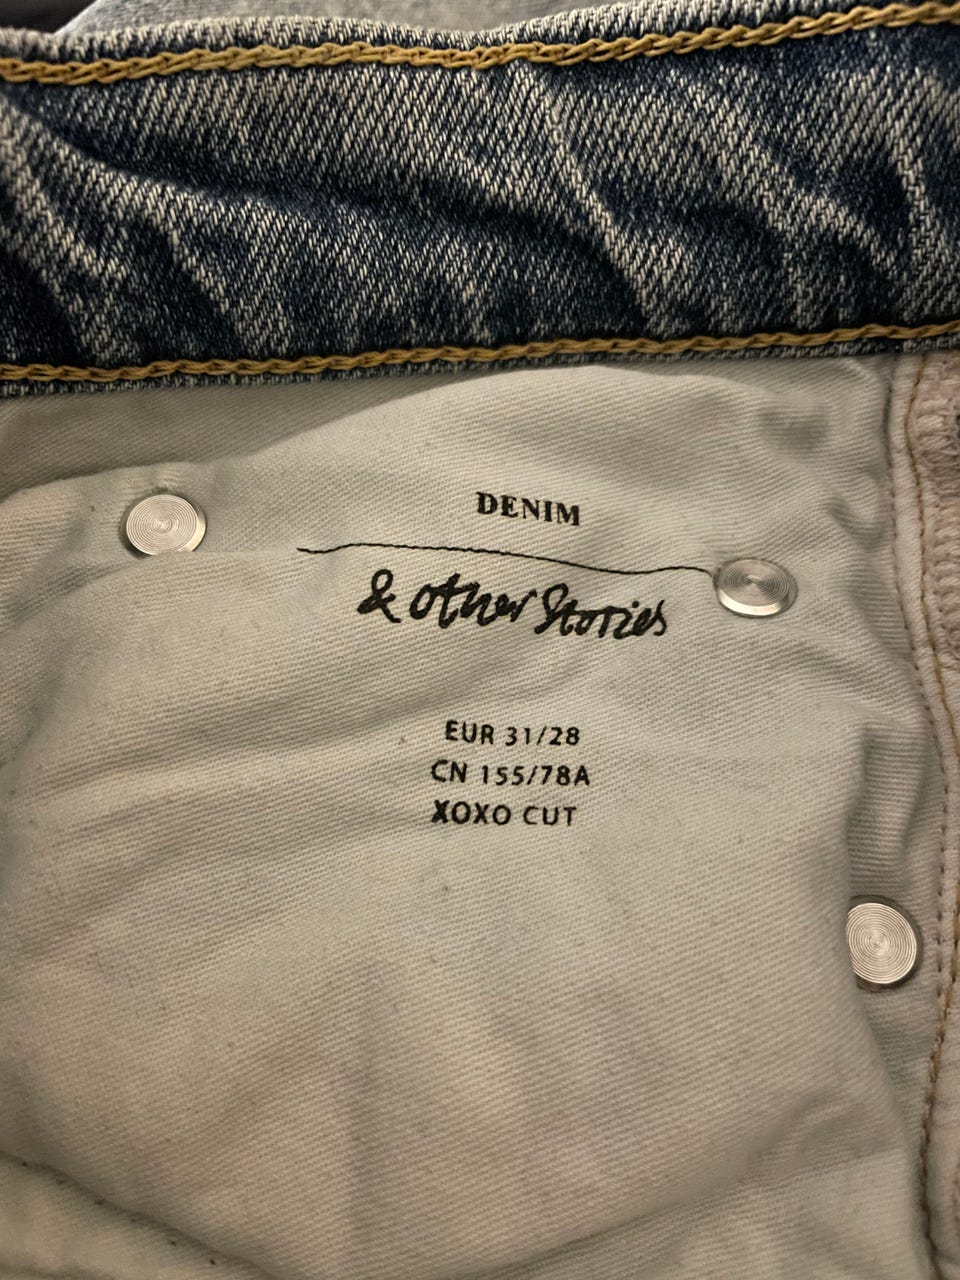 DENIM
& other Stories
EUR 31/28
CN 155/78A
XOXO CUT